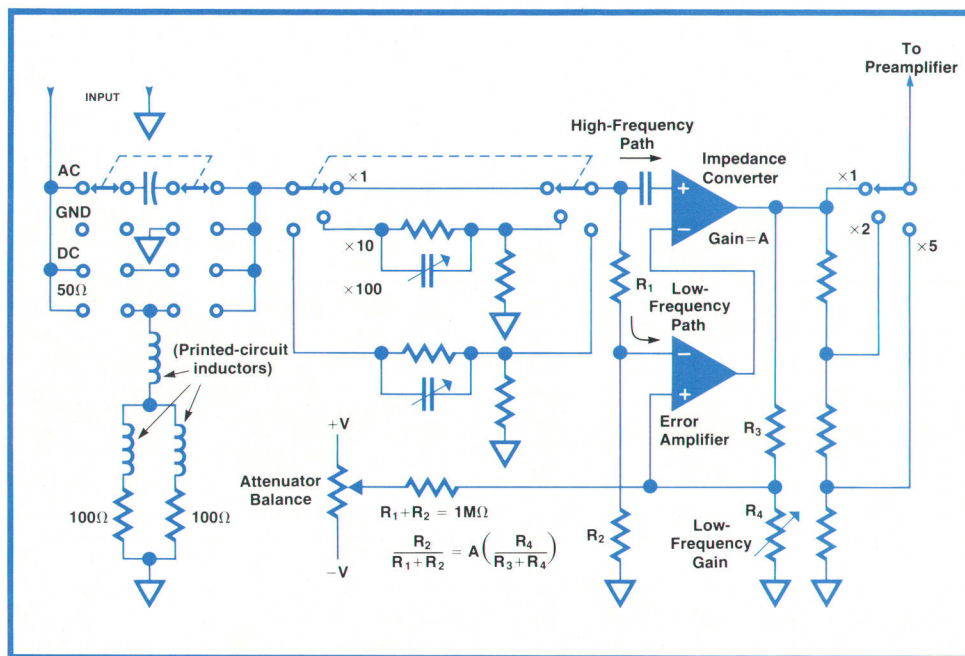 To
Preamplifier
INPUT
High-Frequency
Path
Impedance
Converter
AC
×1
×1
GND
×10
Gain=A
×2
×5
DC
×100
R1
Low-
Frequency
Path
50Ω
(Printed-circuit
inductors)
+V
Error
Amplifier
R3
Attenuator
Balance
100Ω
100Ω
R1+R2 = 1MΩ
R2
R4
R2/(R1+R2) = A(R4/(R3+R4))
Low-
Frequency
Gain
−V